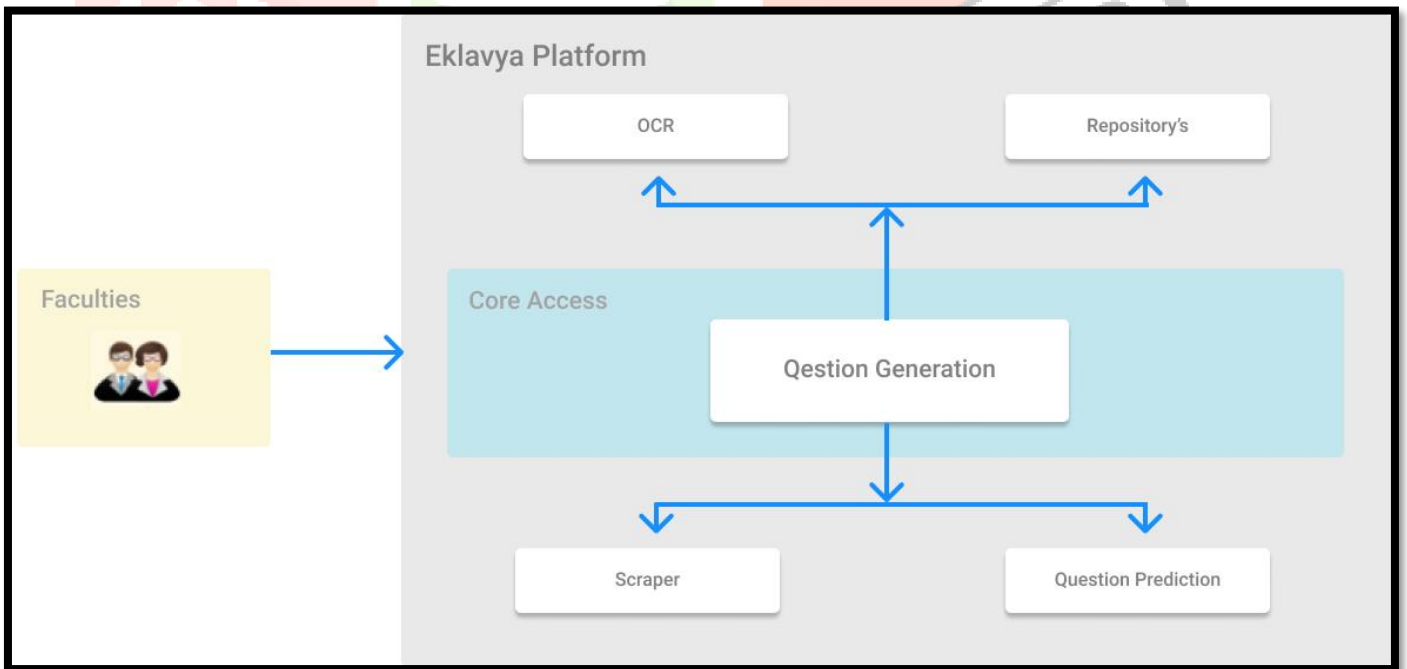 Eklavya Platform
OCR
Repository's
Faculties
Core Access
Qestion Generation
Scraper
Question Prediction